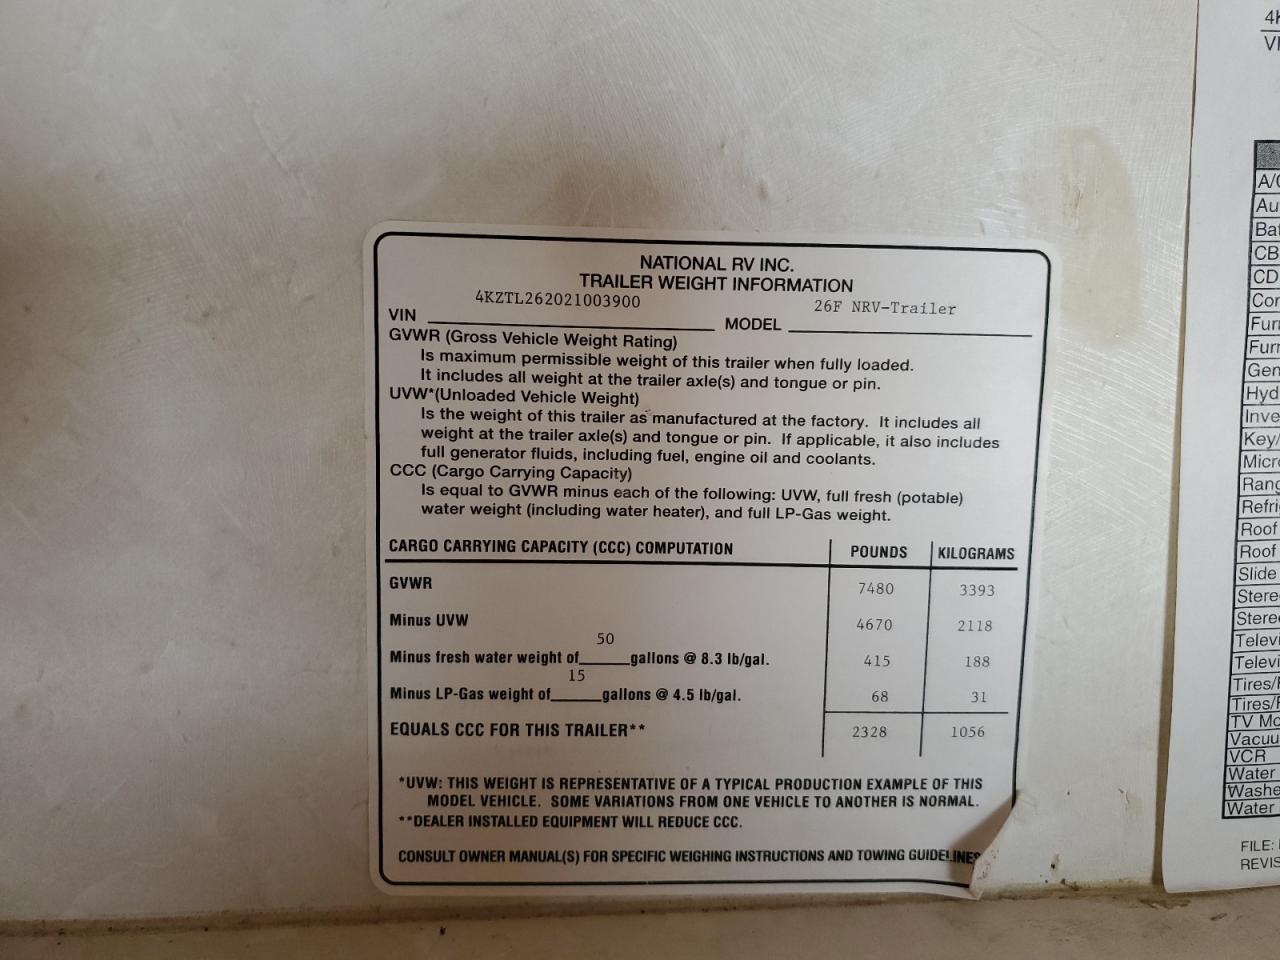 NATIONAL RV INC.
TRAILER WEIGHT INFORMATION
VIN 4KZTL262021003900 MODEL 26F NRV-Trailer
GVWR (Gross Vehicle Weight Rating)
Is maximum permissible weight of this trailer when fully loaded.
It includes all weight at the trailer axle(s) and tongue or pin.
UVW*(Unloaded Vehicle Weight)
Is the weight of this trailer as manufactured at the factory. It includes all
weight at the trailer axle(s) and tongue or pin. If applicable, it also includes
full generator fluids, including fuel, engine oil and coolants.
CCC (Cargo Carrying Capacity)
Is equal to GVWR minus each of the following: UVW, full fresh (potable)
water weight (including water heater), and full LP-Gas weight.
CARGO CARRYING CAPACITY (CCC) COMPUTATION POUNDS KILOGRAMS
GVWR 7480 3393
Minus UVW 4670 2118
Minus fresh water weight of 50 gallons @ 8.3 lb/gal. 415 188
Minus LP-Gas weight of 15 gallons @ 4.5 lb/gal. 68 31
EQUALS CCC FOR THIS TRAILER** 2328 1056
*UVW: THIS WEIGHT IS REPRESENTATIVE OF A TYPICAL PRODUCTION EXAMPLE OF THIS
MODEL VEHICLE. SOME VARIATIONS FROM ONE VEHICLE TO ANOTHER IS NORMAL.
**DEALER INSTALLED EQUIPMENT WILL REDUCE CCC.
CONSULT OWNER MANUAL(S) FOR SPECIFIC WEIGHING INSTRUCTIONS AND TOWING GUIDELINES
CB
CD
Roof
Roof
Slide
VCR
Water
Water
FILE: